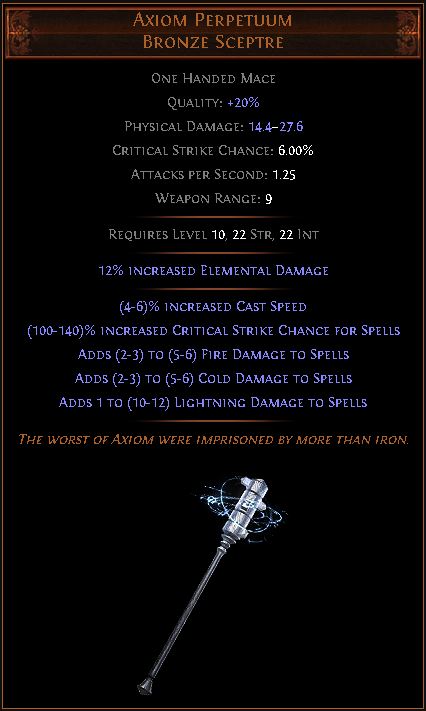 Axiom Perpetuum
Bronze Sceptre
One Handed Mace
Quality: +20%
Physical Damage: 14.4–27.6
Critical Strike Chance: 6.00%
Attacks per Second: 1.25
Weapon Range: 9
Requires Level 10, 22 Str, 22 Int
12% increased Elemental Damage
(4-6)% increased Cast Speed
(100-140)% increased Critical Strike Chance for Spells
Adds (2-3) to (5-6) Fire Damage to Spells
Adds (2-3) to (5-6) Cold Damage to Spells
Adds 1 to (10-12) Lightning Damage to Spells
The worst of Axiom were imprisoned by more than iron.